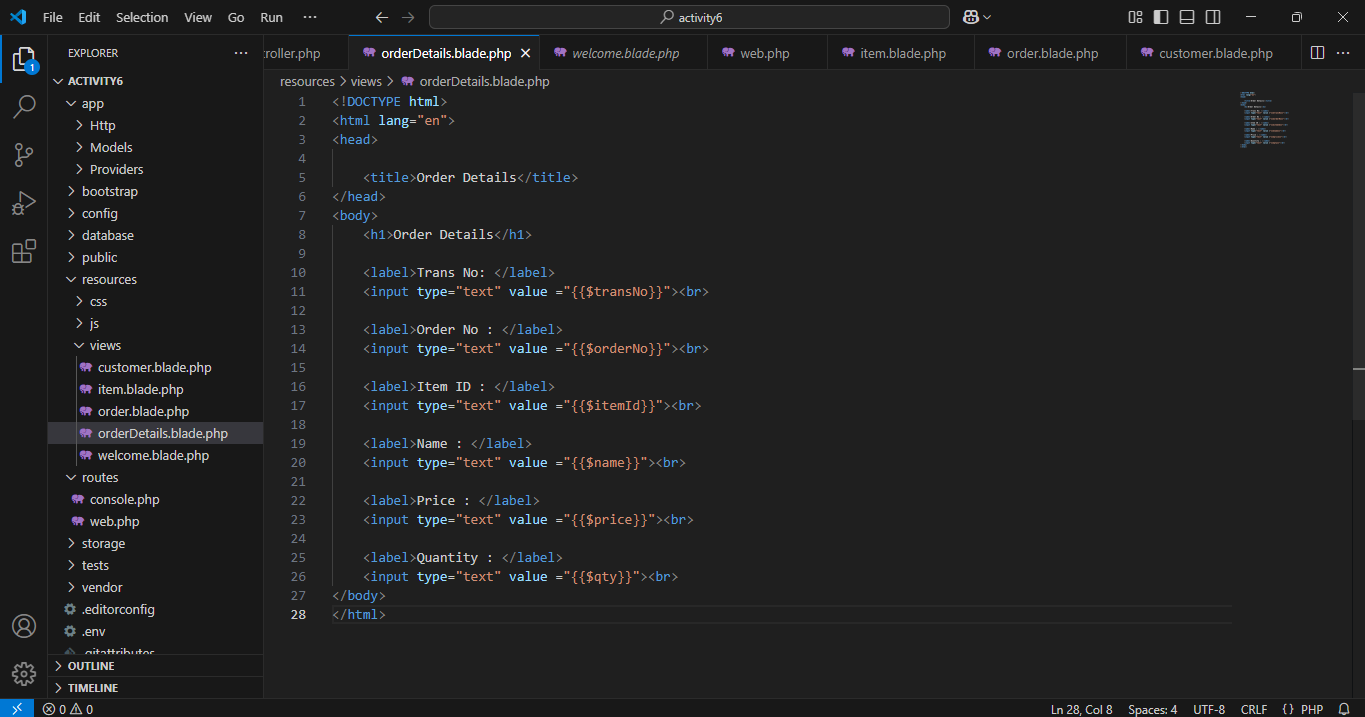 File Edit Selection View Go Run ··· activity6
EXPLORER ···
ACTIVITY6
app
Http
Models
Providers
bootstrap
config
database
public
resources
css
js
views
customer.blade.php
item.blade.php
order.blade.php
orderDetails.blade.php
welcome.blade.php
routes
console.php
web.php
storage
tests
vendor
.editorconfig
.env
.gitattributes
OUTLINE
TIMELINE
1
roller.php orderDetails.blade.php welcome.blade.php web.php item.blade.php order.blade.php customer.blade.php ···
resources > views > orderDetails.blade.php
1 <!DOCTYPE html>
2 <html lang="en">
3 <head>
4
5 <title>Order Details</title>
6 </head>
7 <body>
8 <h1>Order Details</h1>
9
10 <label>Trans No: </label>
11 <input type="text" value ="{{$transNo}}"><br>
12
13 <label>Order No : </label>
14 <input type="text" value ="{{$orderNo}}"><br>
15
16 <label>Item ID : </label>
17 <input type="text" value ="{{$itemId}}"><br>
18
19 <label>Name : </label>
20 <input type="text" value ="{{$name}}"><br>
21
22 <label>Price : </label>
23 <input type="text" value ="{{$price}}"><br>
24
25 <label>Quantity : </label>
26 <input type="text" value ="{{$qty}}"><br>
27 </body>
28 </html>
0 0 Ln 28, Col 8 Spaces: 4 UTF-8 CRLF {} PHP